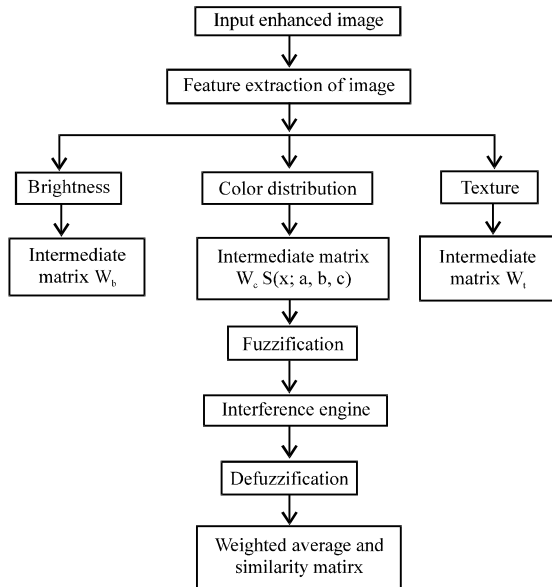 Input enhanced image
Feature extraction of image
Brightness
Color distribution
Texture
Intermediate
matrix W_b
Intermediate matrix
W_c S(x; a, b, c)
Intermediate
matrix W_t
Fuzzification
Interference engine
Defuzzification
Weighted average and
similarity matirx